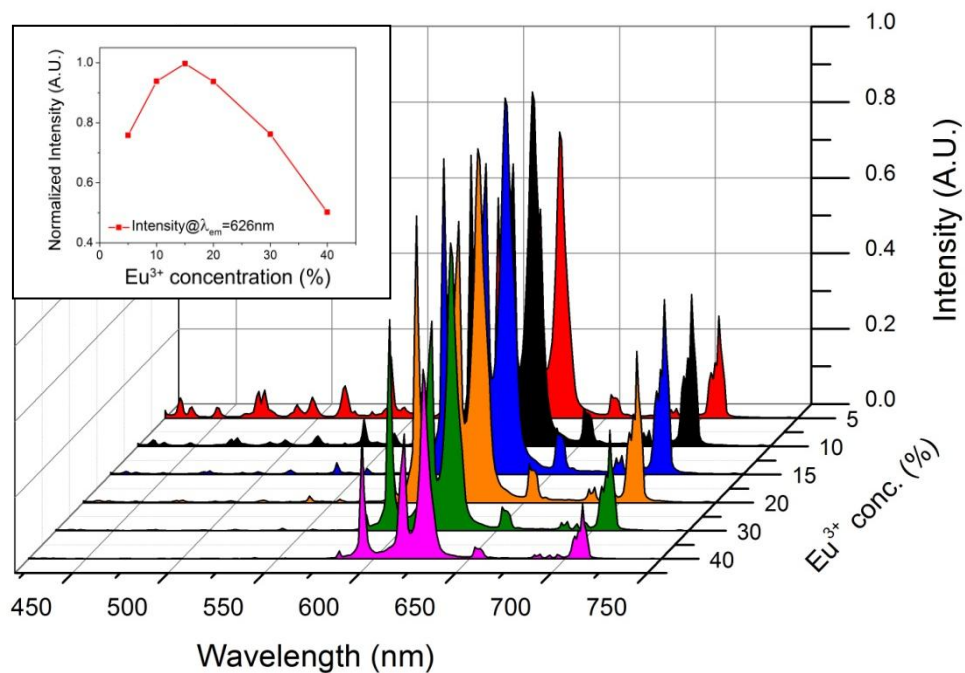 Normalized Intensity (A.U.)
1.0
0.8
0.6
0.4
Intensity@λem=626nm
0 10 20 30 40
Eu³⁺ concentration (%)
1.0
0.8
0.6
0.4
0.2
0.0
Intensity (A.U.)
5
10
15
20
30
40
Eu³⁺ conc. (%)
450 500 550 600 650 700 750
Wavelength (nm)